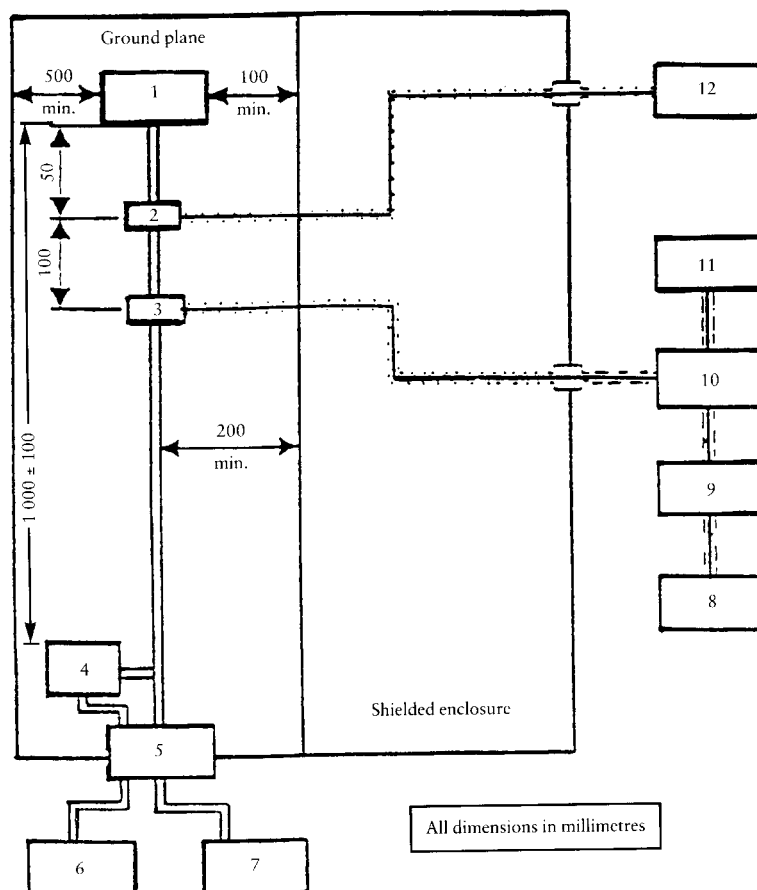 Ground plane
500
min.
1
100
min.
12
50
2
100
11
3
10
200
min.
1 000 ± 100
9
8
4
Shielded enclosure
5
All dimensions in millimetres
6
7